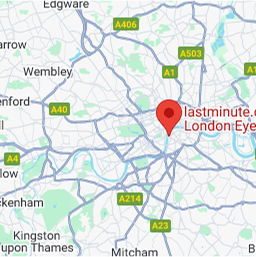 Edgware
A406
arrow
A503
Wembley
A1
enford
A40
lastminute.c
London Eye
ll
A4
low
ckenham
A214
Kingston
upon Thames
A23
Mitcham